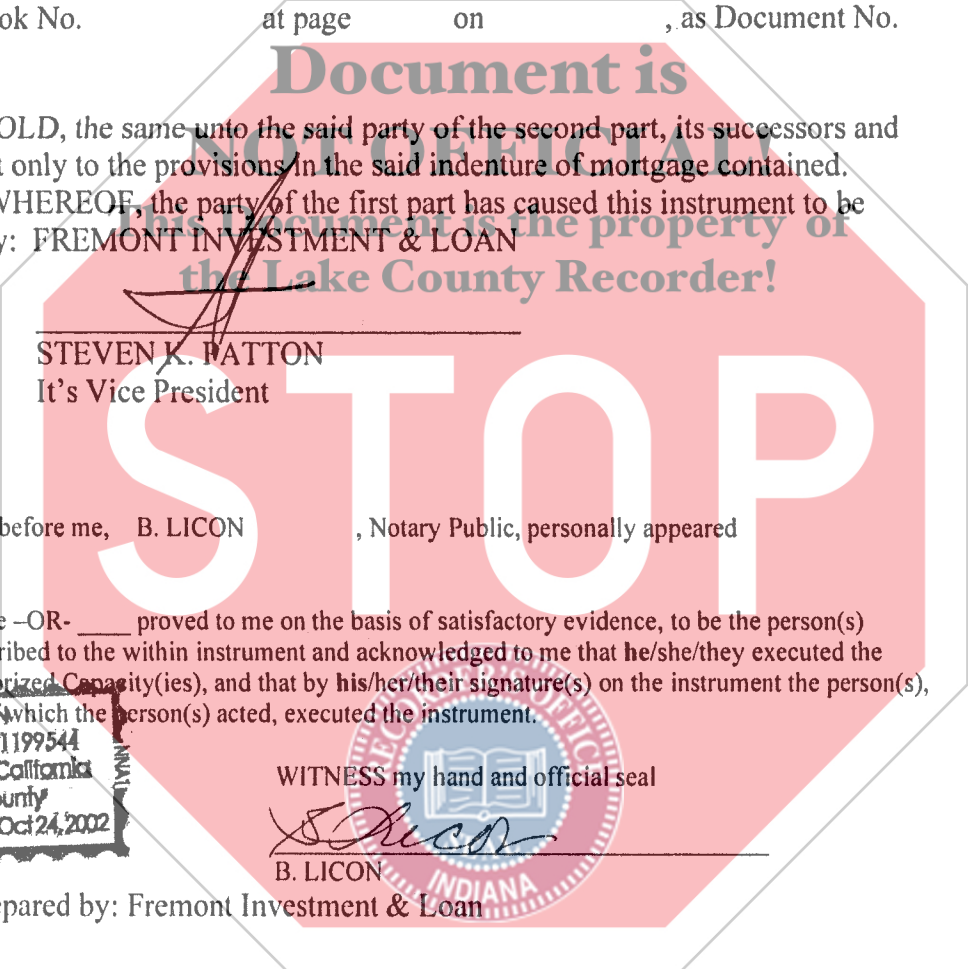 ok No. at page on , as Document No.
Document is
OLD, the same unto the said party of the second part, its successors and
NOT OFFICIAL!
t only to the provisions in the said indenture of mortgage contained.
WHEREOF, the party of the first part has caused this instrument to be
This Document is the property of
y: FREMONT INVESTMENT & LOAN
the Lake County Recorder!
STEVEN K. PATTON
It's Vice President
STOP
before me, B. LICON , Notary Public, personally appeared
e –OR- ____ proved to me on the basis of satisfactory evidence, to be the person(s)
ribed to the within instrument and acknowledged to me that he/she/they executed the
orized Capacity(ies), and that by his/her/their signature(s) on the instrument the person(s),
which the person(s) acted, executed the instrument.
1199544
California
ounty
Oct 24, 2002
RECORDER'S OFFICE
SEAL
INDIANA
WITNESS my hand and official seal
B Licon
B. LICON
epared by: Fremont Investment & Loan